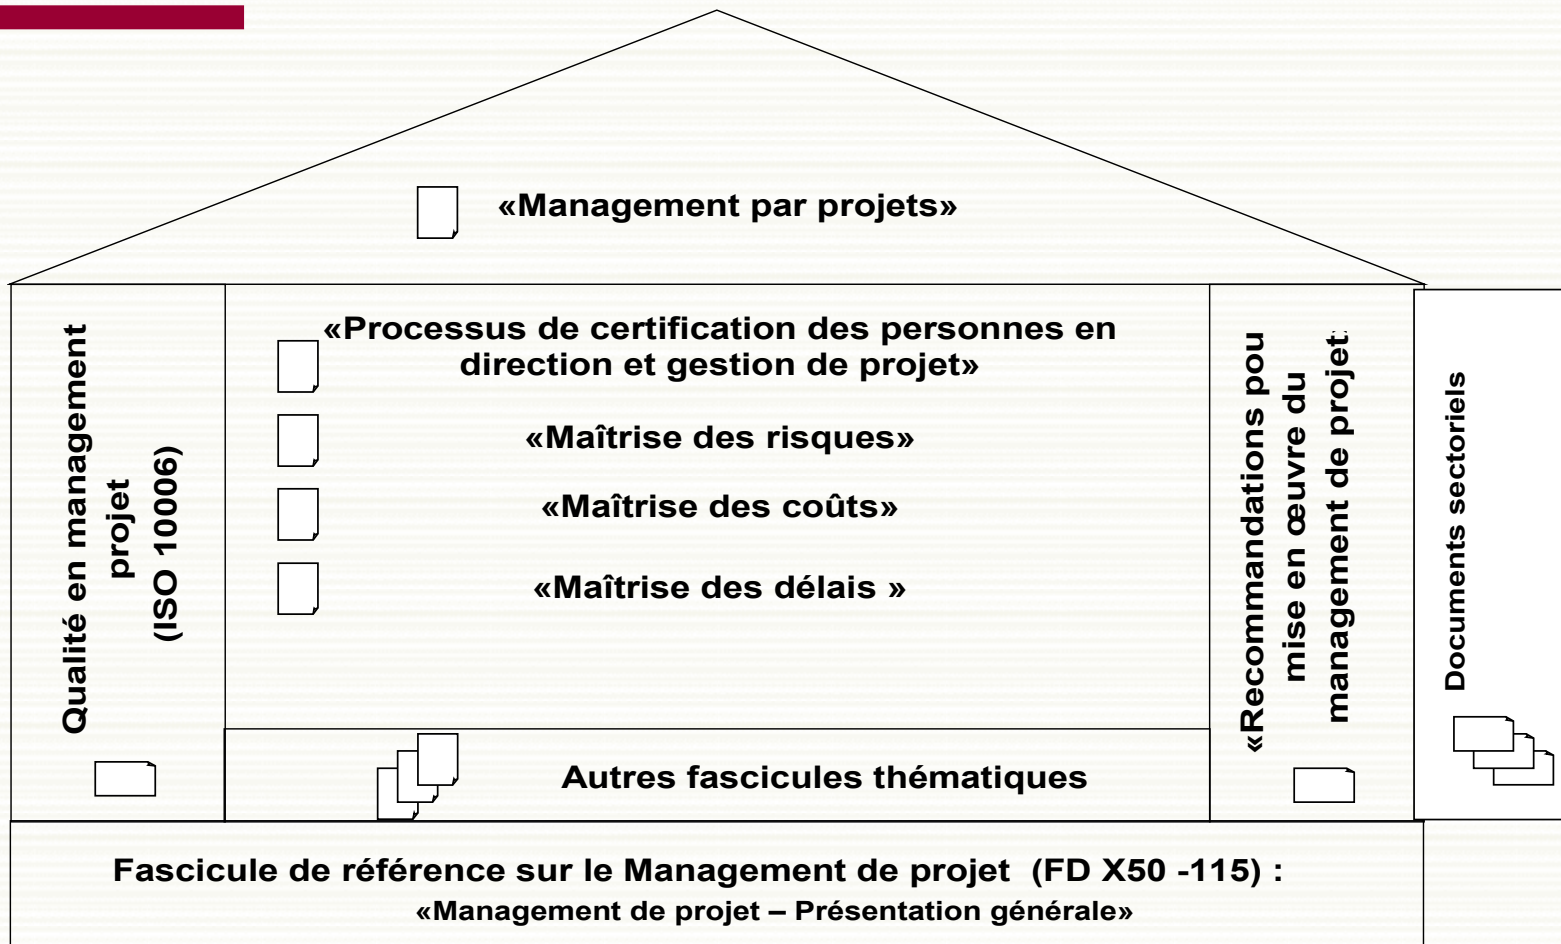 «Management par projets»
Qualité en management
projet
(ISO 10006)
«Processus de certification des personnes en
direction et gestion de projet»
«Maîtrise des risques»
«Maîtrise des coûts»
«Maîtrise des délais »
«Recommandations pou
mise en œuvre du
management de projet
Documents sectoriels
Autres fascicules thématiques
Fascicule de référence sur le Management de projet (FD X50 -115) :
«Management de projet – Présentation générale»